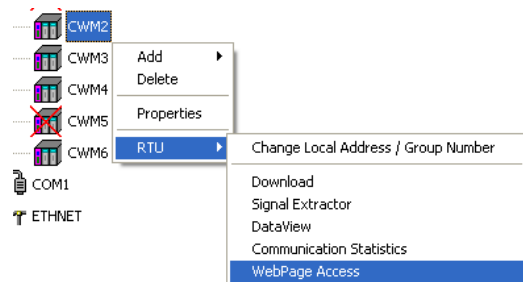 CWM2
CWM3
CWM4
CWM5
CWM6
COM1
ETHNET
Add
Delete
Properties
RTU
Change Local Address / Group Number
Download
Signal Extractor
DataView
Communication Statistics
WebPage Access